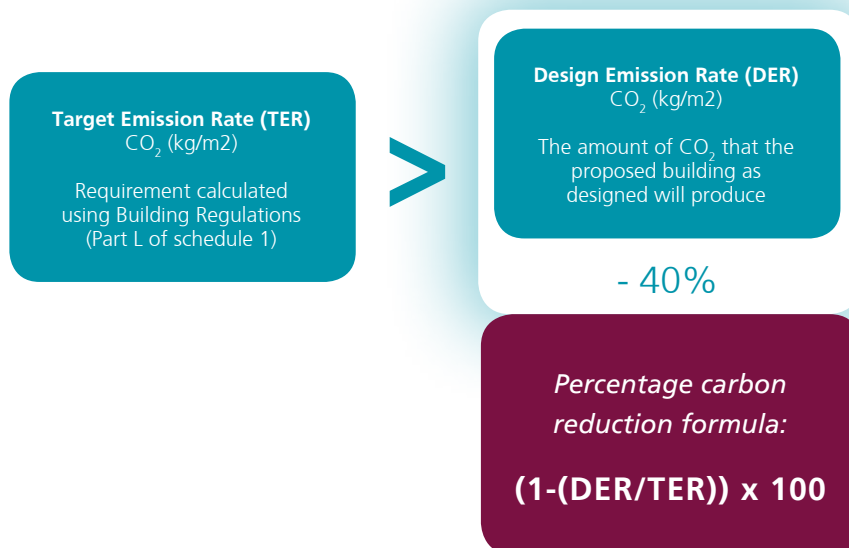 Target Emission Rate (TER)
CO₂ (kg/m2)
Requirement calculated
using Building Regulations
(Part L of schedule 1)
>
Design Emission Rate (DER)
CO₂ (kg/m2)
The amount of CO₂ that the
proposed building as
designed will produce
- 40%
Percentage carbon
reduction formula:
(1-(DER/TER)) x 100